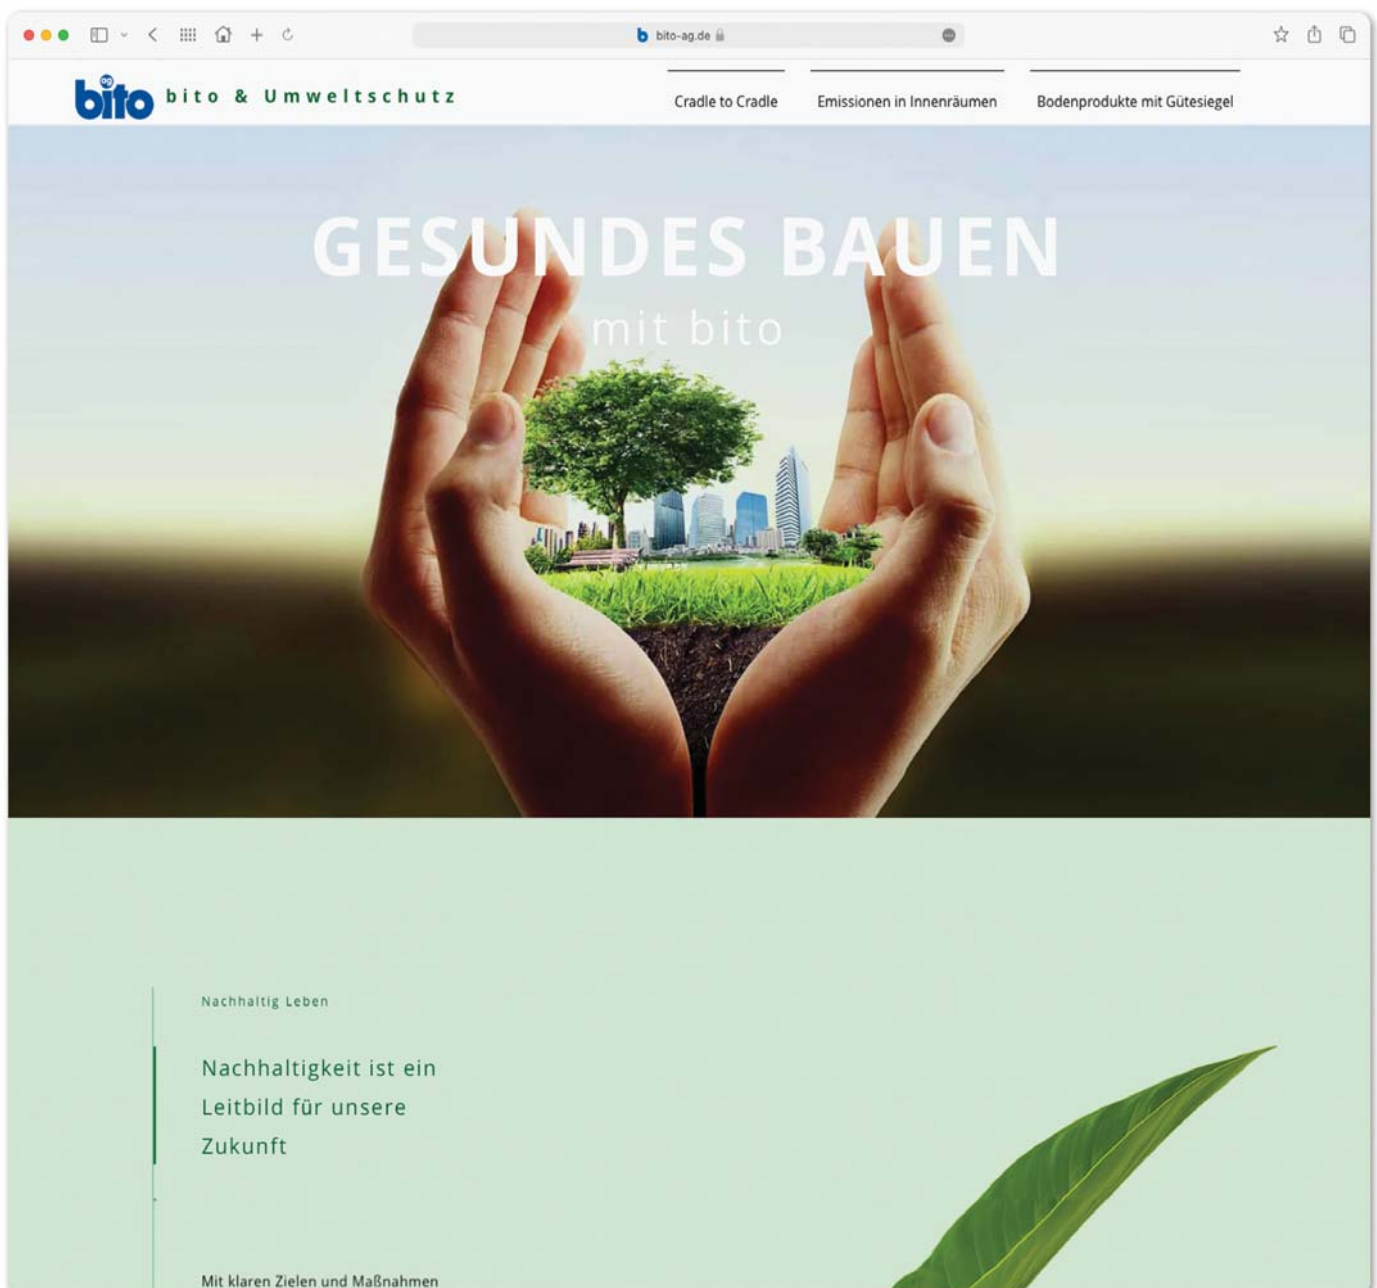 bito-ag.de
ag
bito
bito & Umweltschutz
Cradle to Cradle
Emissionen in Innenräumen
Bodenprodukte mit Gütesiegel
GESUNDES BAUEN
mit bito
Nachhaltig Leben
Nachhaltigkeit ist ein
Leitbild für unsere
Zukunft
Mit klaren Zielen und Maßnahmen